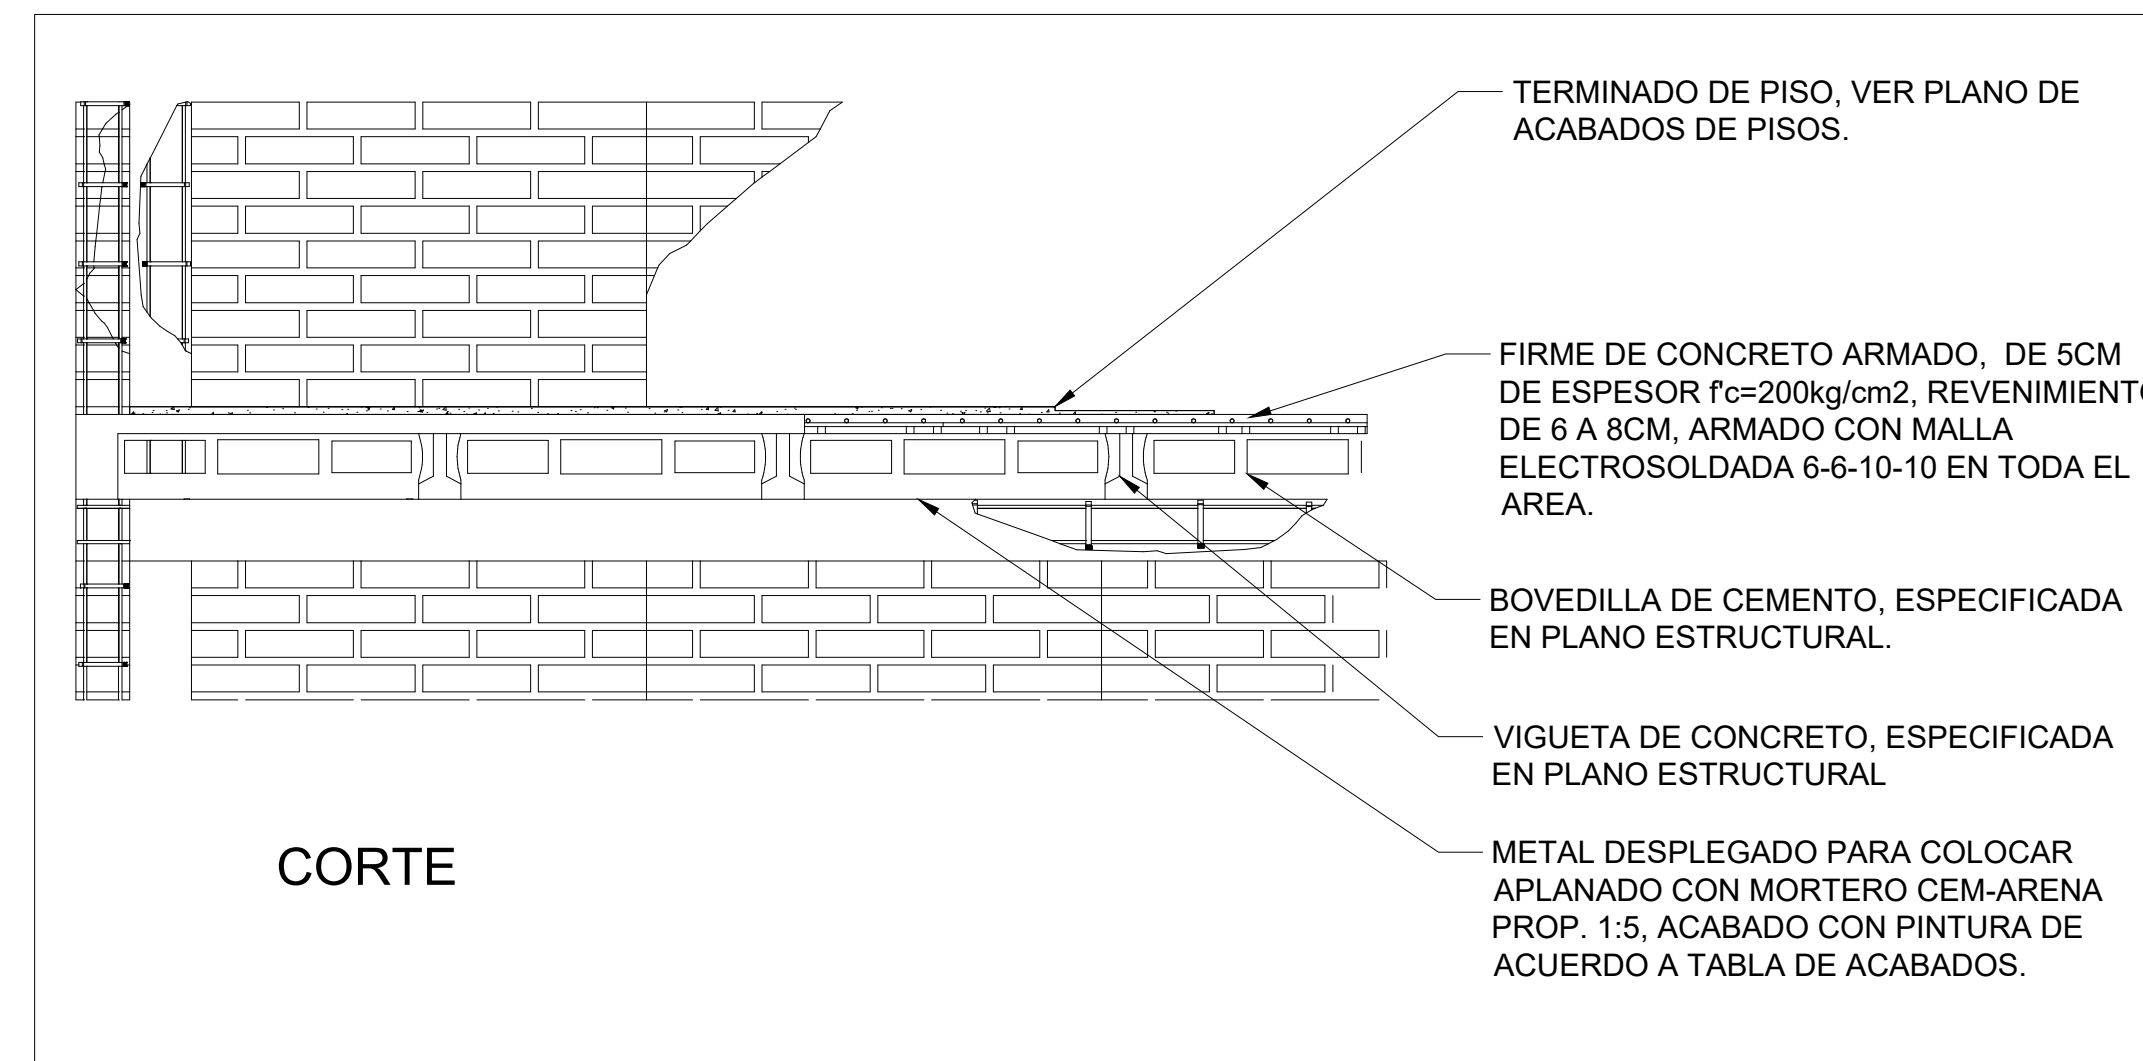 TERMINADO DE PISO, VER PLANO DE
ACABADOS DE PISOS.
FIRME DE CONCRETO ARMADO, DE 5CM
DE ESPESOR f'c=200kg/cm2, REVENIMIENTO
DE 6 A 8CM, ARMADO CON MALLA
ELECTROSOLDADA 6-6-10-10 EN TODA EL
AREA.
BOVEDILLA DE CEMENTO, ESPECIFICADA
EN PLANO ESTRUCTURAL.
VIGUETA DE CONCRETO, ESPECIFICADA
EN PLANO ESTRUCTURAL
METAL DESPLEGADO PARA COLOCAR
APLANADO CON MORTERO CEM-ARENA
PROP. 1:5, ACABADO CON PINTURA DE
ACUERDO A TABLA DE ACABADOS.
CORTE